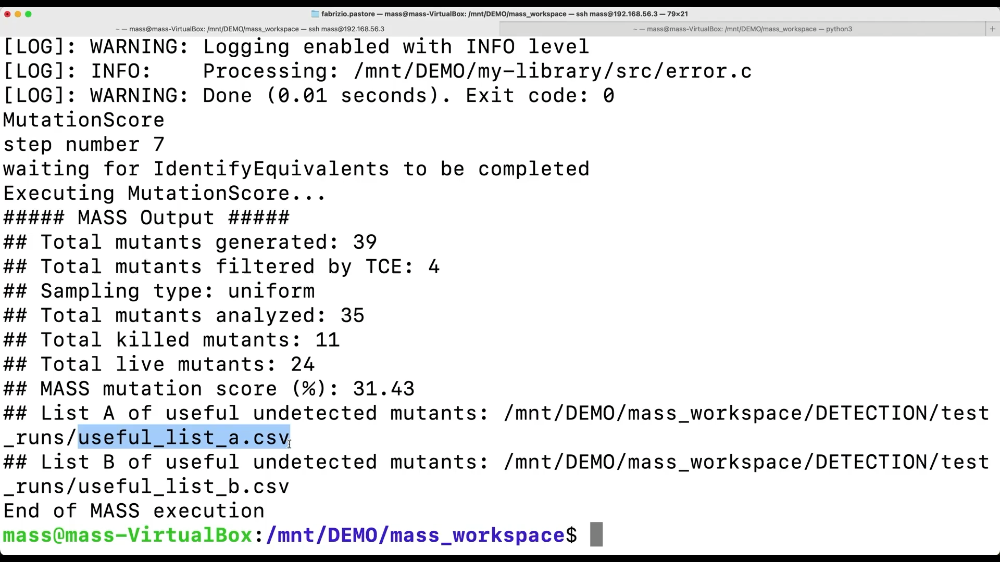 fabrizio.pastore — mass@mass-VirtualBox: /mnt/DEMO/mass_workspace — ssh mass@192.168.56.3 — 79×21
~ — mass@mass-VirtualBox: /mnt/DEMO/mass_workspace — ssh mass@192.168.56.3
~ — mass@mass-VirtualBox: /mnt/DEMO/mass_workspace — python3
+
[LOG]: WARNING: Logging enabled with INFO level
[LOG]: INFO:    Processing: /mnt/DEMO/my-library/src/error.c
[LOG]: WARNING: Done (0.01 seconds). Exit code: 0
MutationScore
step number 7
waiting for IdentifyEquivalents to be completed
Executing MutationScore...
##### MASS Output #####
## Total mutants generated: 39
## Total mutants filtered by TCE: 4
## Sampling type: uniform
## Total mutants analyzed: 35
## Total killed mutants: 11
## Total live mutants: 24
## MASS mutation score (%): 31.43
## List A of useful undetected mutants: /mnt/DEMO/mass_workspace/DETECTION/test
_runs/useful_list_a.csv
## List B of useful undetected mutants: /mnt/DEMO/mass_workspace/DETECTION/test
_runs/useful_list_b.csv
End of MASS execution
mass@mass-VirtualBox:/mnt/DEMO/mass_workspace$